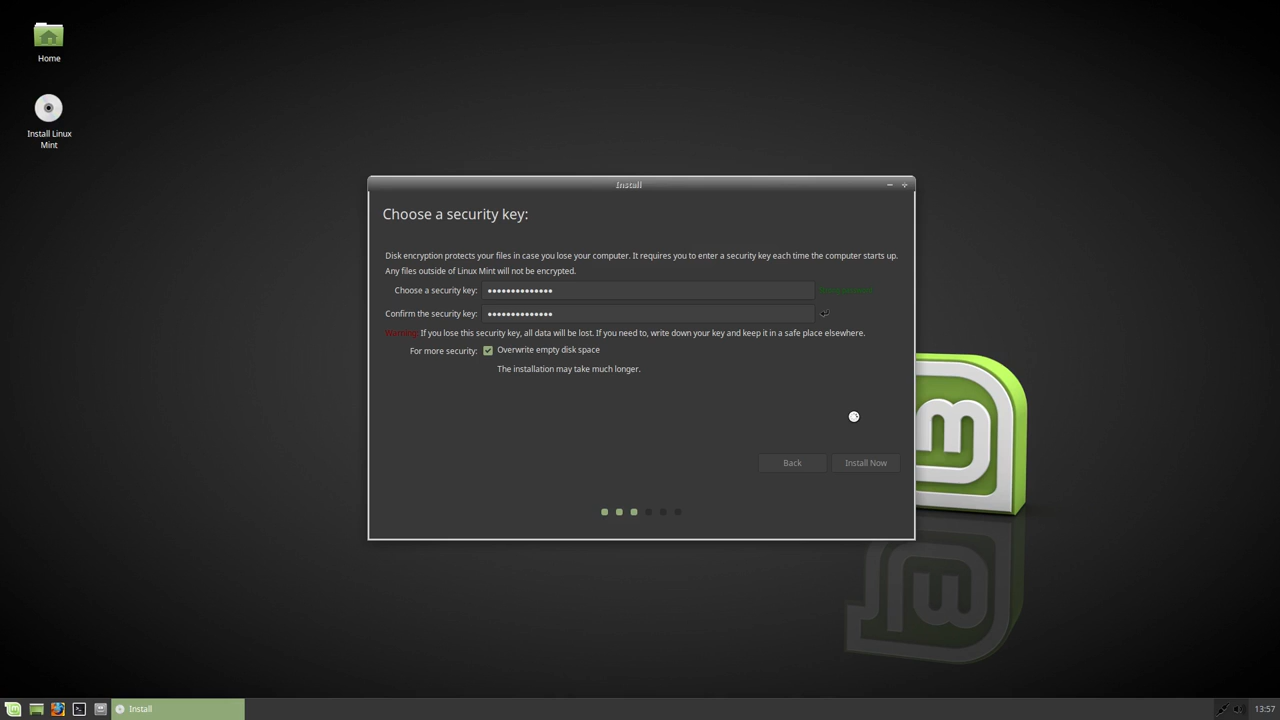 Home
Install Linux
Mint
Install
Choose a security key:
Disk encryption protects your files in case you lose your computer. It requires you to enter a security key each time the computer starts up.
Any files outside of Linux Mint will not be encrypted.
Choose a security key: ●●●●●●●●●●●●●●
Confirm the security key: ●●●●●●●●●●●●●●
Warning: If you lose this security key, all data will be lost. If you need to, write down your key and keep it in a safe place elsewhere.
For more security: Overwrite empty disk space
The installation may take much longer.
Back Install Now
Install 13:57